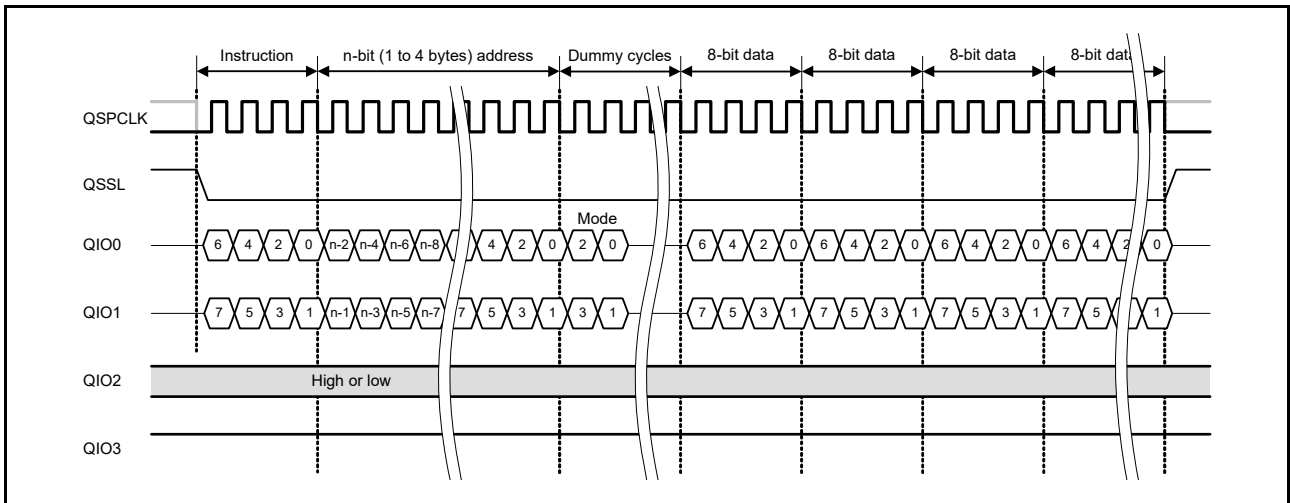 Instruction n-bit (1 to 4 bytes) address Dummy cycles 8-bit data 8-bit data 8-bit data 8-bit data
QSPCLK
QSSL
Mode
QIO0 6 4 2 0 n-2 n-4 n-6 n-8 4 2 0 2 0 6 4 2 0 6 4 2 0 6 4 2 0 6 4 2 0
QIO1 7 5 3 1 n-1 n-3 n-5 n-7 7 5 3 1 3 1 7 5 3 1 7 5 3 1 7 5 3 1 7 5 1
QIO2 High or low
QIO3